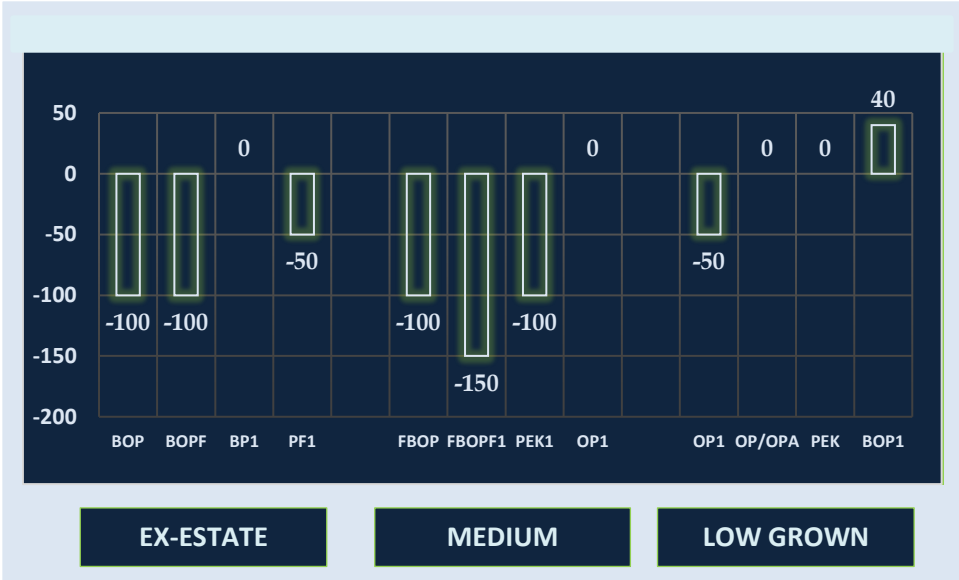 40
50
0 0 0 0
0
-50
-50 -50
-100
-100 -100 -100 -100
-150
-150
-200
BOP BOPF BP1 PF1 FBOP FBOPF1 PEK1 OP1 OP1 OP/OPA PEK BOP1
EX-ESTATE MEDIUM LOW GROWN